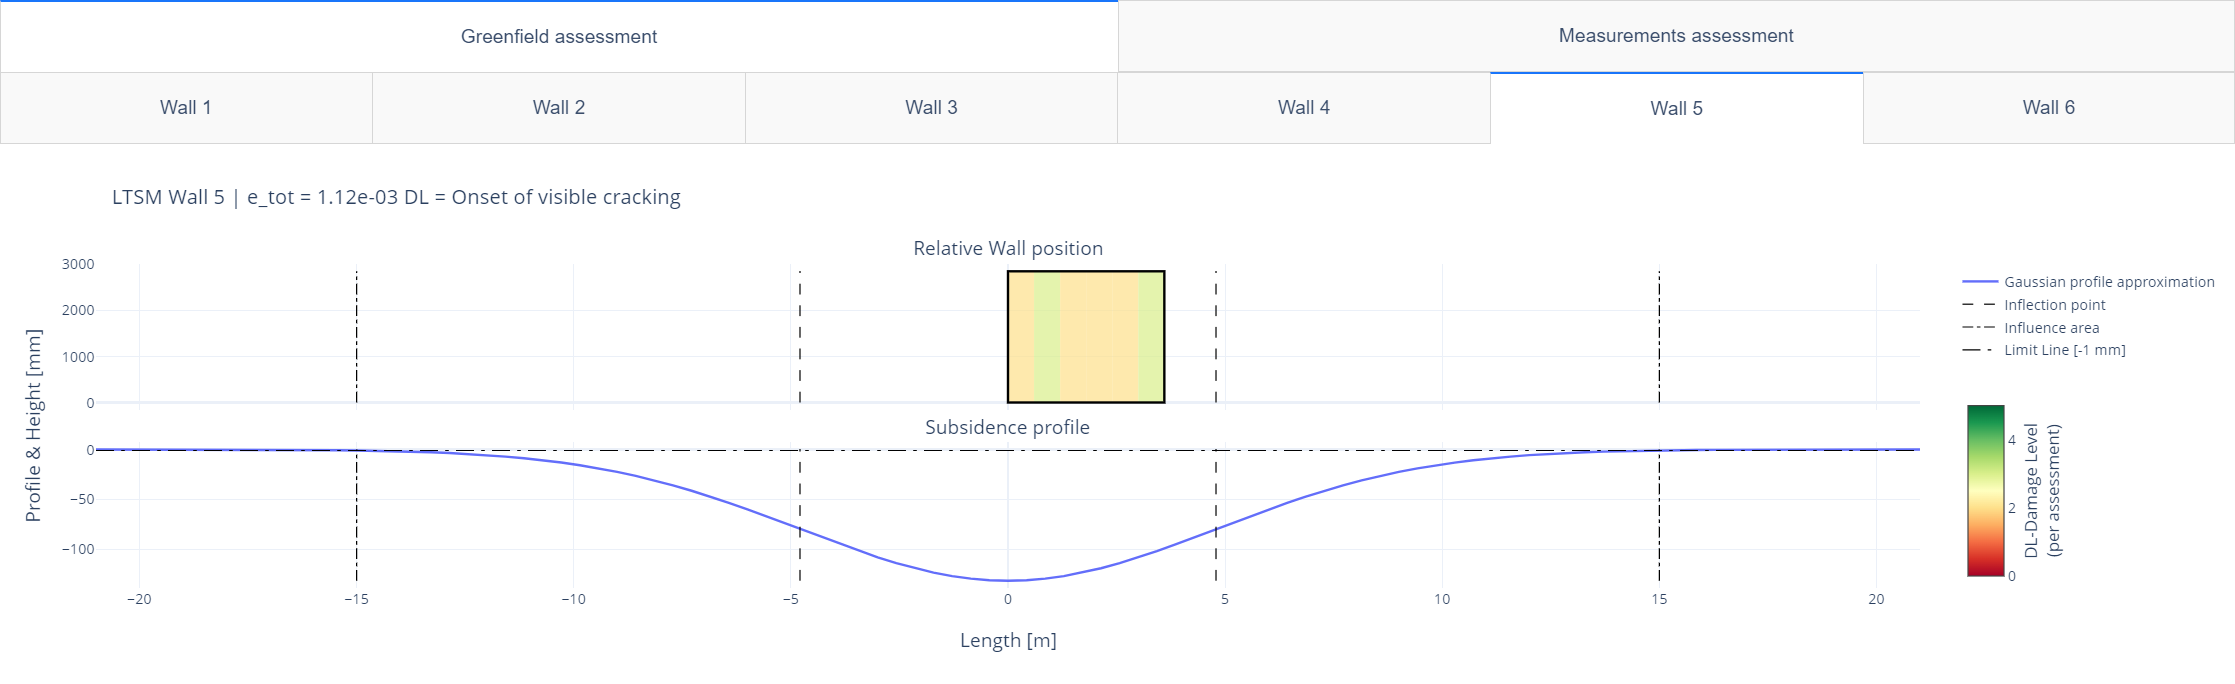 Greenfield assessment
Measurements assessment
Wall 1
Wall 2
Wall 3
Wall 4
Wall 5
Wall 6
LTSM Wall 5 | e_tot = 1.12e-03 DL = Onset of visible cracking
Relative Wall position
3000
2000
1000
0
Subsidence profile
0
−50
−100
Profile & Height [mm]
−20
−15
−10
−5
0
5
10
15
20
Length [m]
Gaussian profile approximation
Inflection point
Influence area
Limit Line [-1 mm]
4
2
0
DL-Damage Level
(per assessment)